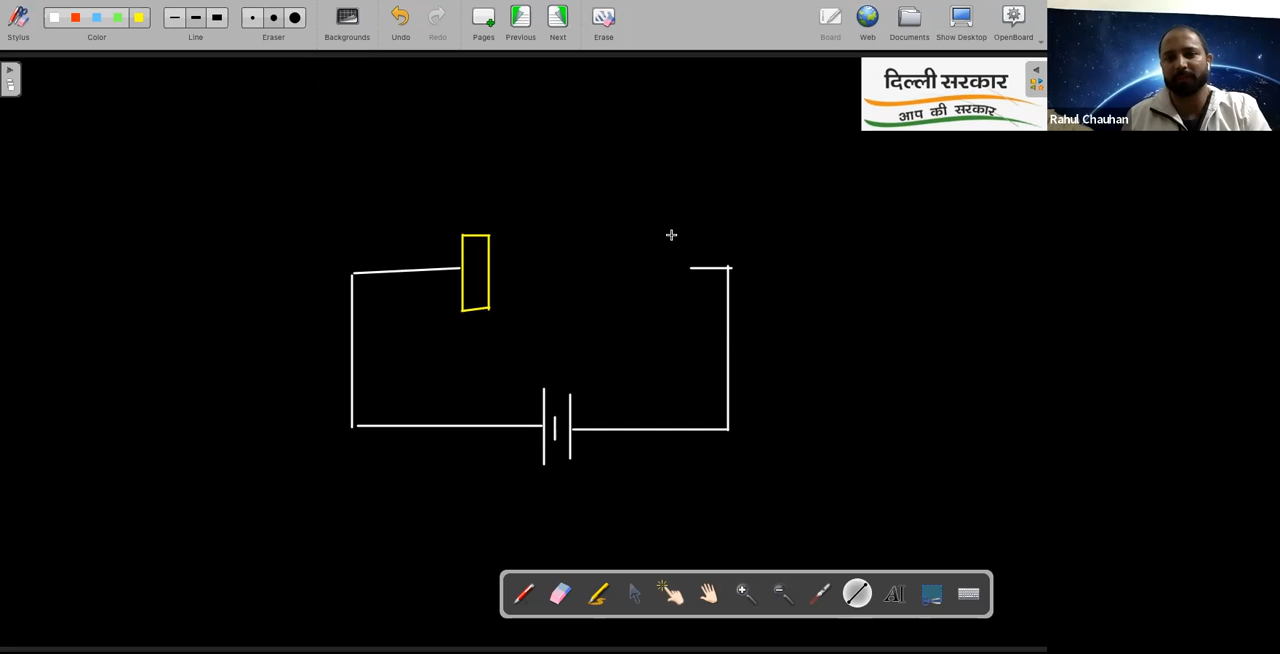 Stylus
Color
Line
Eraser
Backgrounds
Undo
Redo
Pages
Previous
Next
Erase
Board
Web
Documents
Show Desktop
OpenBoard
दिल्ली सरकार
आप की सरकार
Rahul Chauhan
AI